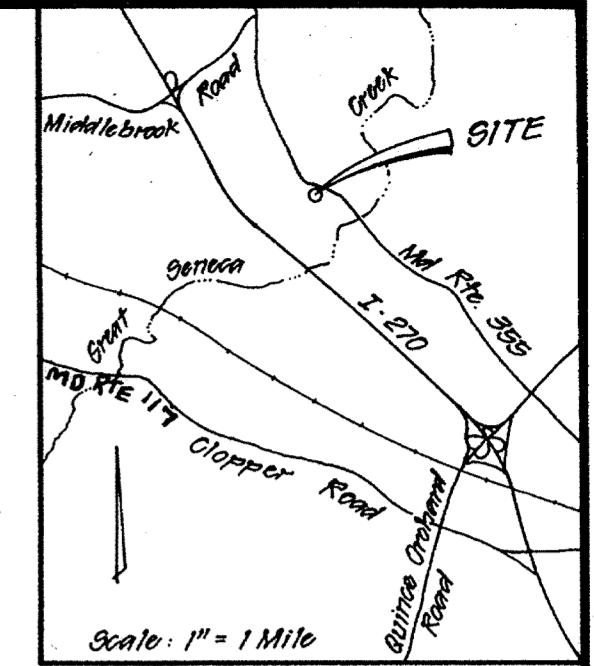 Road
Creek
Middlebrook
SITE
Seneca
Md Rte. 355
I-270
Great
MD RTE 117
Clopper Road
Quince Orchard
Road
Scale: 1" = 1 Mile